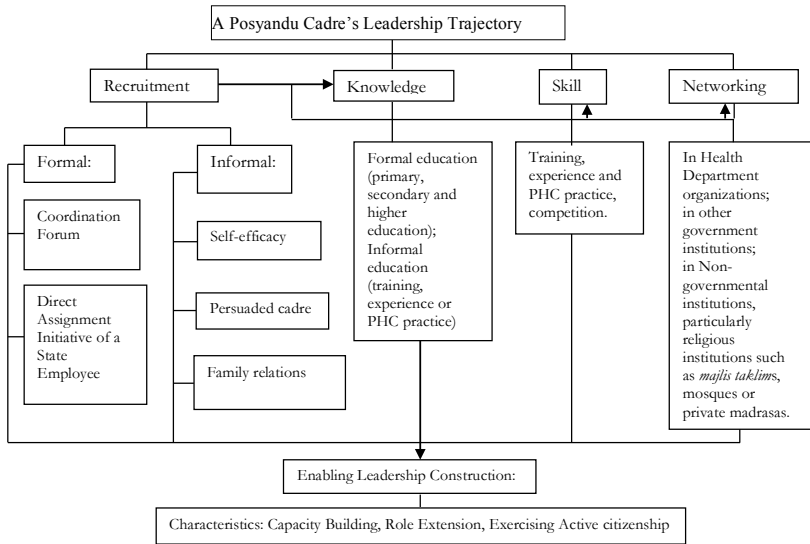 A Posyandu Cadre’s Leadership Trajectory
Recruitment
Knowledge
Skill
Networking
Formal:
Informal:
Coordination
Forum
Direct
Assignment
Initiative of a
State
Employee
Self-efficacy
Persuaded cadre
Family relations
Formal education
(primary,
secondary and
higher education);
Informal
education
(training,
experience or
PHC practice)
Training,
experience and
PHC practice,
competition.
In Health
Department
organizations;
in other
government
institutions;
in Non-
governmental
institutions,
particularly
religious
institutions such
as majlis taklims,
mosques or
private madrasas.
Enabling Leadership Construction:
Characteristics: Capacity Building, Role Extension, Exercising Active citizenship